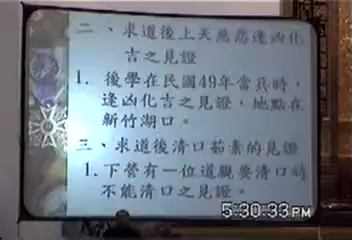 二、求道後上天慈悲逢凶化
吉之見證
1. 後學在民國49年當兵時，
逢凶化吉之見證，地點在
新竹湖口。
三、求道後清口茹素的見證
1. 下營有一位道親要清口時
不能清口之見證。
5:30:33PM